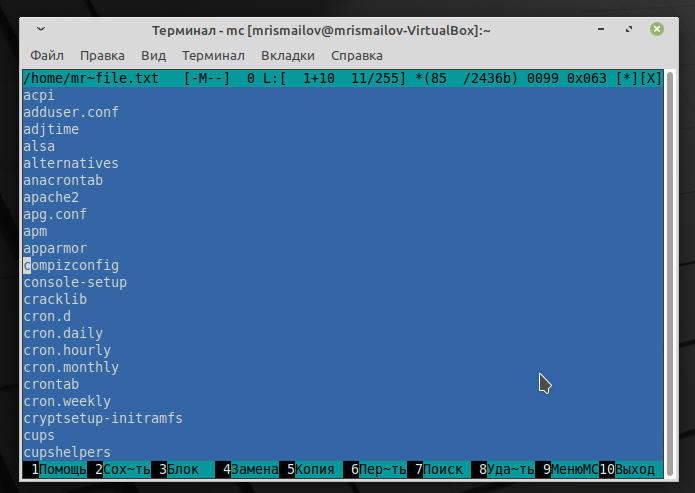 Терминал - mc [mrismailov@mrismailov-VirtualBox]:~
Файл Правка Вид Терминал Вкладки Справка
/home/mr~file.txt [-M--] 0 L:[ 1+10 11/255] *(85 /2436b) 0099 0x063 [*][X]
acpi
adduser.conf
adjtime
alsa
alternatives
anacrontab
apache2
apg.conf
apm
apparmor
compizconfig
console-setup
cracklib
cron.d
cron.daily
cron.hourly
cron.monthly
crontab
cron.weekly
cryptsetup-initramfs
cups
cupshelpers
1Помощь 2Сох~ть 3Блок 4Замена 5Копия 6Пер~ть 7Поиск 8Уда~ть 9МенюMC 10Выход